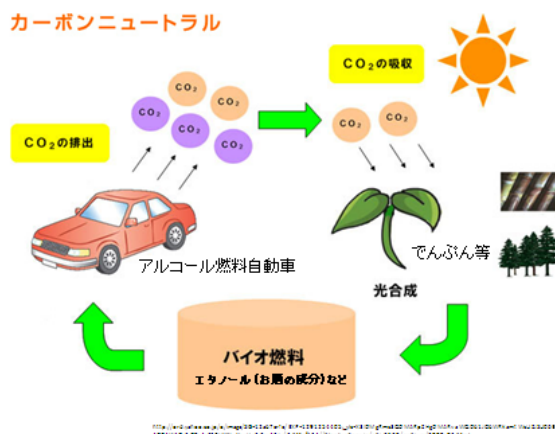 カーボンニュートラル
CO₂の吸収
CO₂
CO₂
CO₂
CO₂
CO₂
CO₂
CO₂
CO₂の排出
アルコール燃料自動車
でんぷん等
光合成
バイオ燃料
エタノール(お酒の成分)など